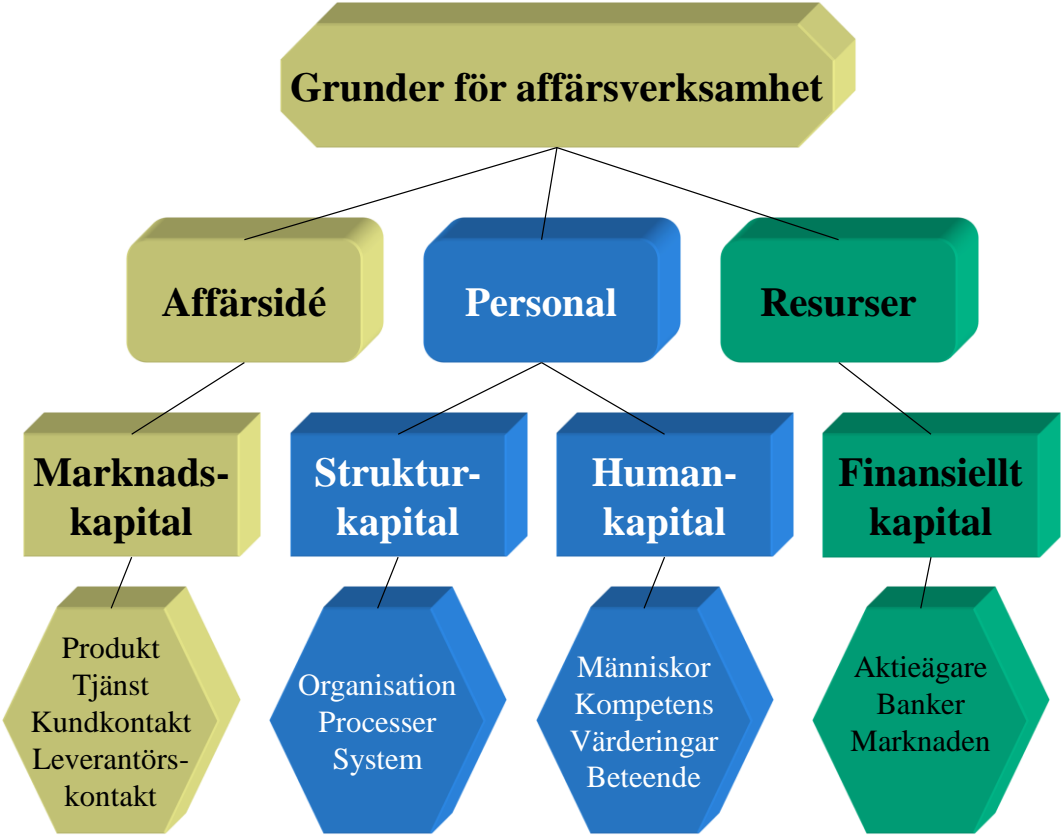 Grunder för affärsverksamhet
Affärsidé
Personal
Resurser
Marknads-
kapital
Struktur-
kapital
Human-
kapital
Finansiellt
kapital
Produkt
Tjänst
Kundkontakt
Leverantörs-
kontakt
Organisation
Processer
System
Människor
Kompetens
Värderingar
Beteende
Aktieägare
Banker
Marknaden